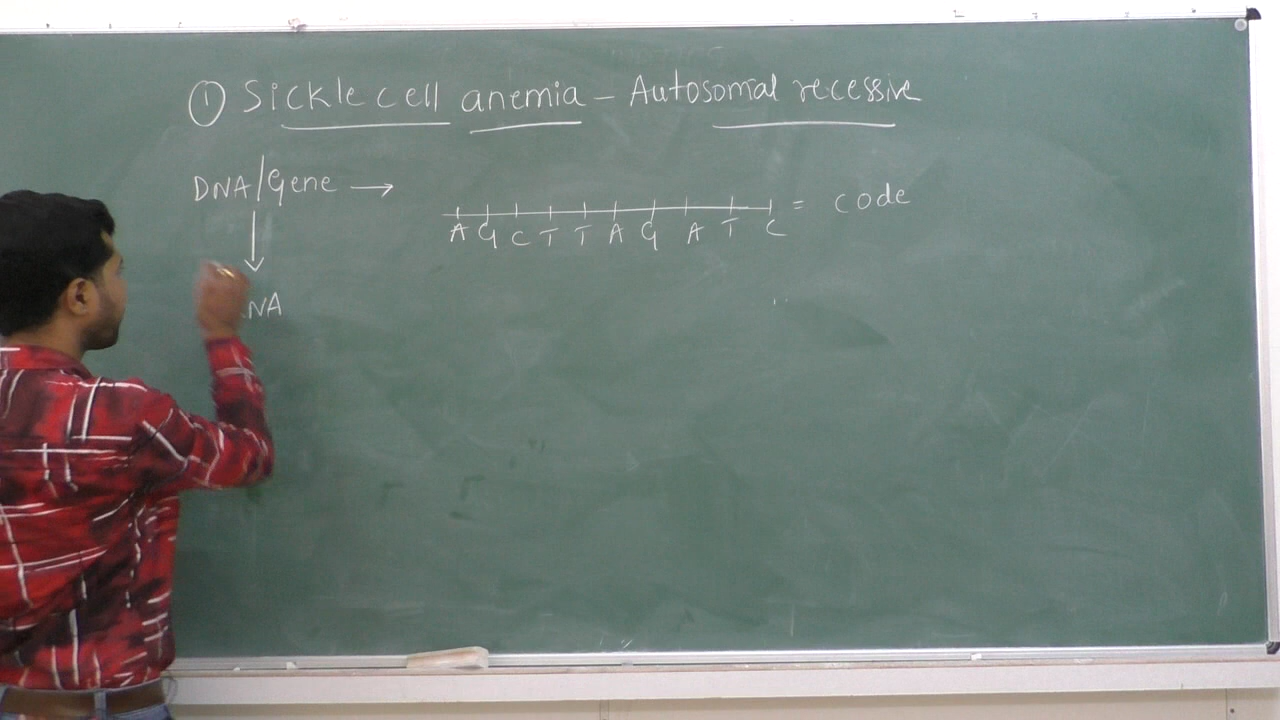 ① Sickle cell anemia – Autosomal recessive
DNA/Gene → = code
A G C T T A G A T C
NA